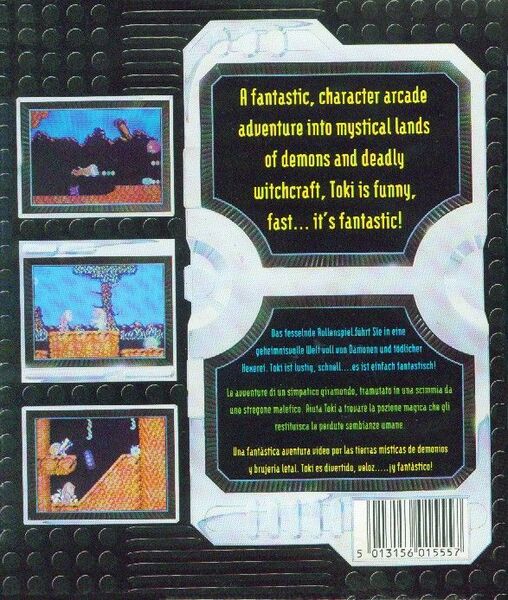 A fantastic, character arcade
adventure into mystical lands
of demons and deadly
witchcraft, Toki is funny,
fast... it's fantastic!
Das fesselnde Rollenspiel führt Sie in eine
geheimnisvolle Welt voll von Dämonen und tödlicher
Hexerei. Toki ist lustig, schnell....es ist einfach fantastisch!
Le avventure di un simpatico giramondo, tramutato in una scimmia da
uno stregone malefico. Aiuta Toki a trovare la pozione magica che gli
restituisca le perdute sembianze umane.
Una fantàstica aventura video por las tierras místicas de demonios
y brujeria letal. Toki es divertido, veloz.....¡y fantàstico!
5 013156 015557